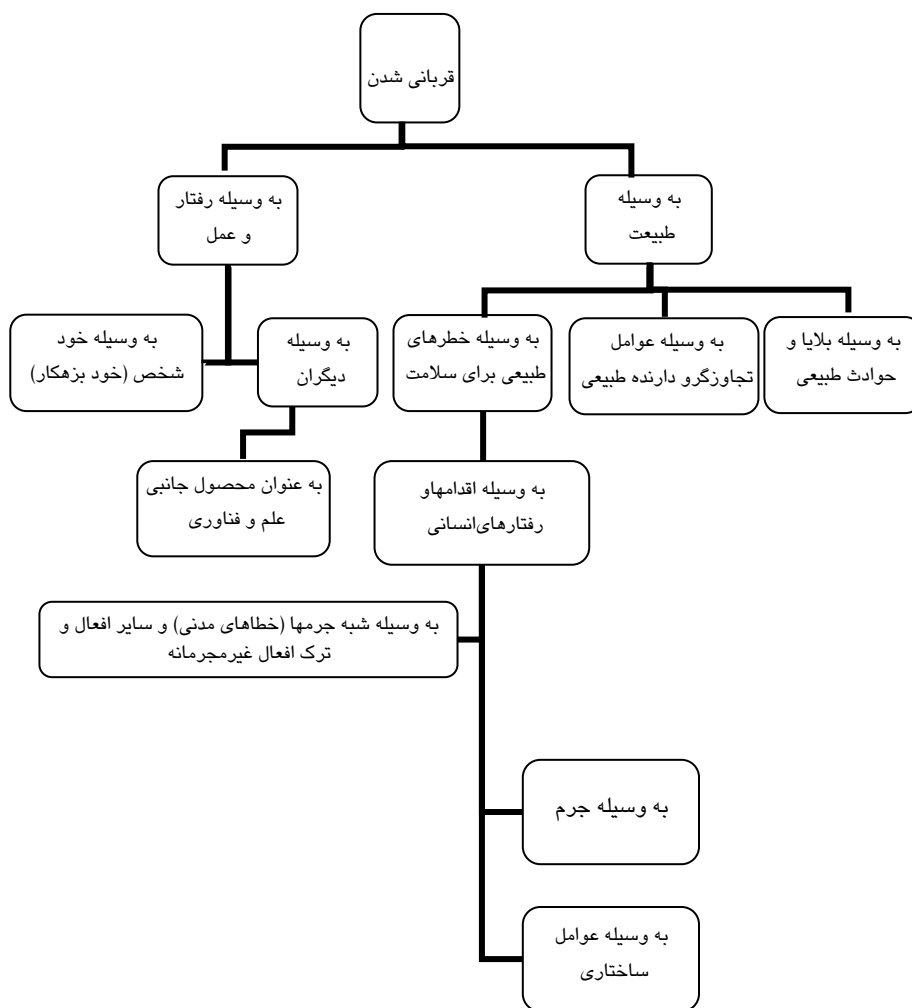 قربانی شدن
به وسیله
طبیعت
به وسیله رفتار
و عمل
به وسیله بلایا و
حوادث طبیعی
به وسیله عوامل
تجاوزگرو دارنده طبیعی
به وسیله خطرهای
طبیعی برای سلامت
به وسیله
دیگران
به وسیله خود
شخص (خود بزهکار)
به وسیله اقدامهاو
رفتارهایانسانی
به عنوان محصول جانبی
علم و فناوری
به وسیله شبه جرمها (خطاهای مدنی) و سایر افعال و
ترک افعال غیرمجرمانه
به وسیله جرم
به وسیله عوامل
ساختاری